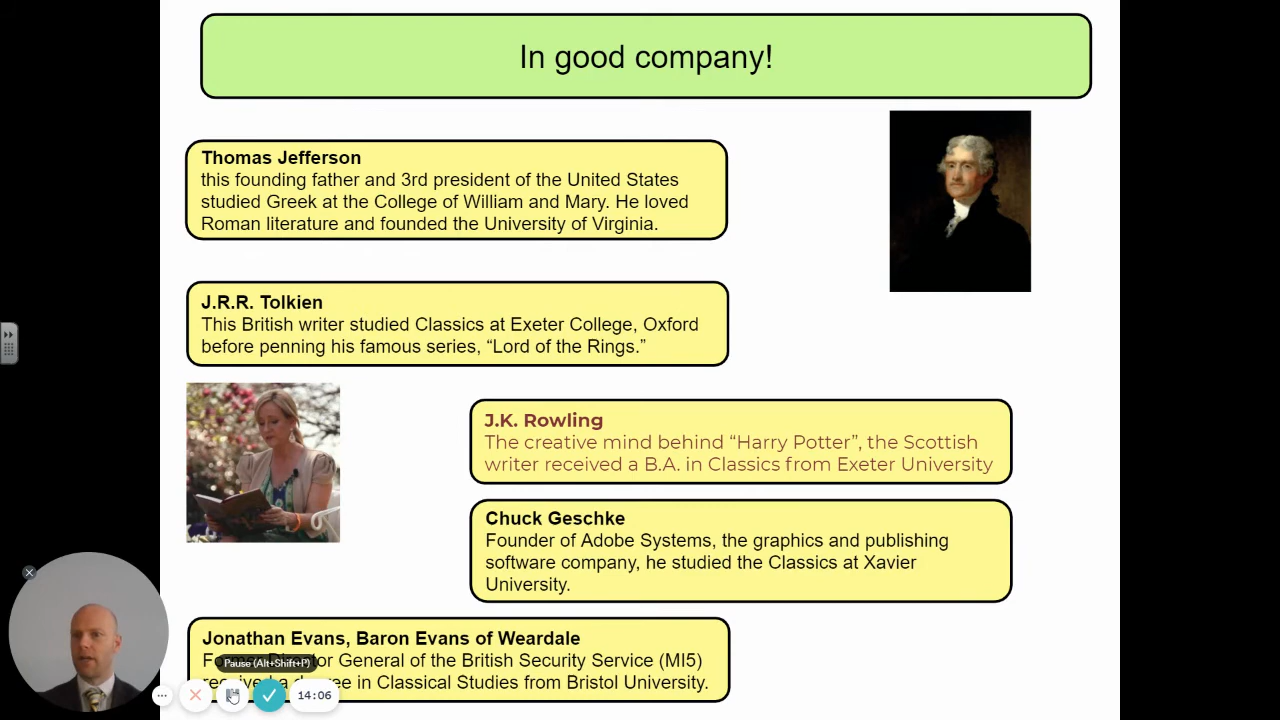 In good company!
Thomas Jefferson
this founding father and 3rd president of the United States
studied Greek at the College of William and Mary. He loved
Roman literature and founded the University of Virginia.
J.R.R. Tolkien
This British writer studied Classics at Exeter College, Oxford
before penning his famous series, “Lord of the Rings.”
J.K. Rowling
The creative mind behind “Harry Potter”, the Scottish
writer received a B.A. in Classics from Exeter University
Chuck Geschke
Founder of Adobe Systems, the graphics and publishing
software company, he studied the Classics at Xavier
University.
Jonathan Evans, Baron Evans of Weardale
General of the British Security Service (MI5)
Pause (Alt+Shift+P)
in Classical Studies from Bristol University.
14:06